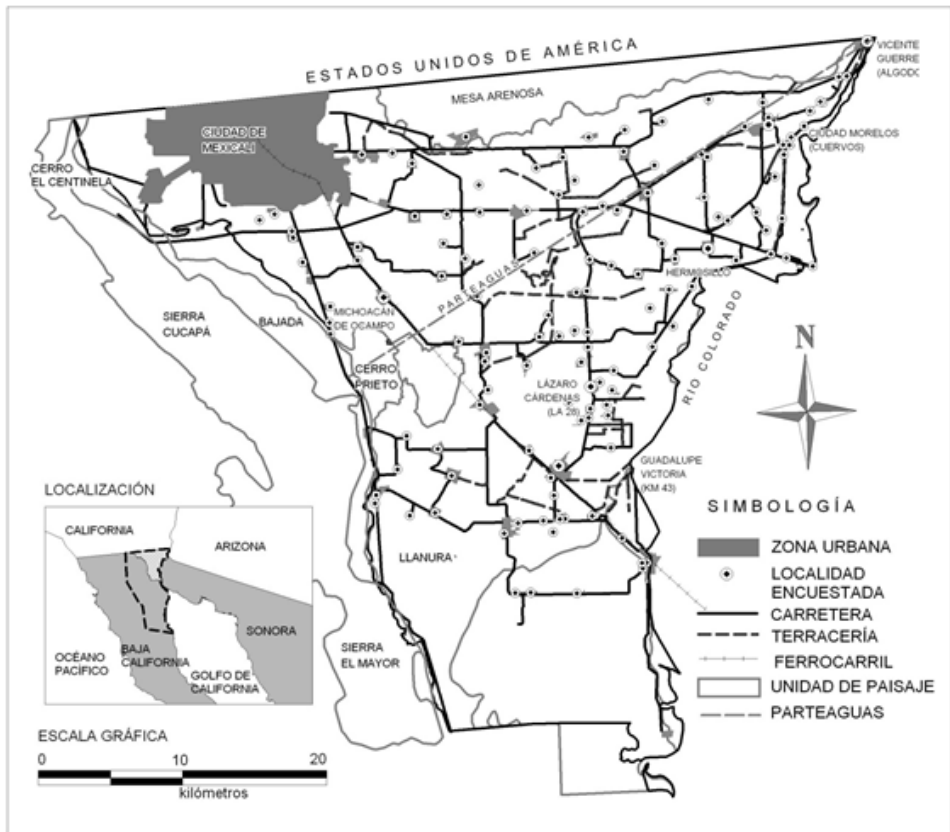 ESTADOS UNIDOS DE AMÉRICA
VICENTE
GUERRE
(ALGODO
MESA ARENOSA
CIUDAD DE
MEXICALI
CIUDAD MORELOS
(CUERVOS)
CERRO
EL CENTINELA
PARTEAGUAS
HERMOSILLO
SIERRA
CUCAPÁ
BAJADA
MICHOACÁN
DE OCAMPO
RIO COLORADO
N
CERRO
PRIETO
LÁZARO
CÁRDENAS
(LA 28)
GUADALUPE
VICTORIA
(KM 43)
LLANURA
SIERRA
EL MAYOR
LOCALIZACIÓN
CALIFORNIA
ARIZONA
SONORA
OCÉANO
PACÍFICO
BAJA
CALIFORNIA
GOLFO DE
CALIFORNIA
ESCALA GRÁFICA
0 10 20
kilómetros
SIMBOLOGÍA
ZONA URBANA
LOCALIDAD
ENCUESTADA
CARRETERA
TERRACERÍA
FERROCARRIL
UNIDAD DE PAISAJE
PARTEAGUAS